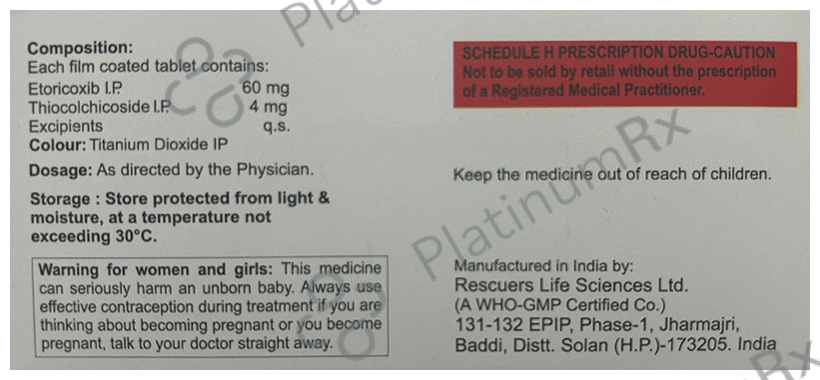 Composition:
Each film coated tablet contains:
Etoricoxib I.P. 60 mg
Thiocolchicoside I.P. 4 mg
Excipients q.s.
Colour: Titanium Dioxide IP
Dosage: As directed by the Physician.
Storage : Store protected from light &
moisture, at a temperature not
exceeding 30°C.
Warning for women and girls: This medicine
can seriously harm an unborn baby. Always use
effective contraception during treatment if you are
thinking about becoming pregnant or you become
pregnant, talk to your doctor straight away.
SCHEDULE H PRESCRIPTION DRUG-CAUTION
Not to be sold by retail without the prescription
of a Registered Medical Practitioner.
Keep the medicine out of reach of children.
Manufactured in India by:
Rescuers Life Sciences Ltd.
(A WHO-GMP Certified Co.)
131-132 EPIP, Phase-1, Jharmajri,
Baddi, Distt. Solan (H.P.)-173205. India
PlatinumRx